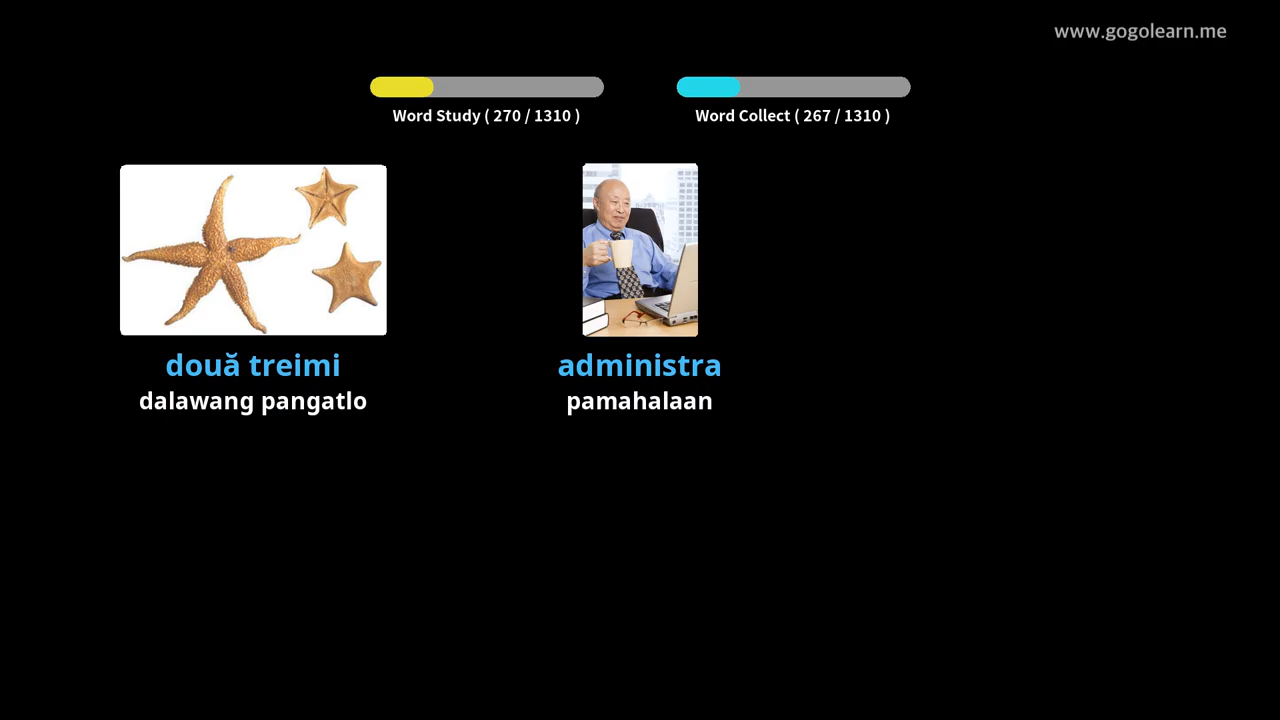 www.gogolearn.me
Word Study ( 270 / 1310 )
Word Collect ( 267 / 1310 )
două treimi
dalawang pangatlo
administra
pamahalaan